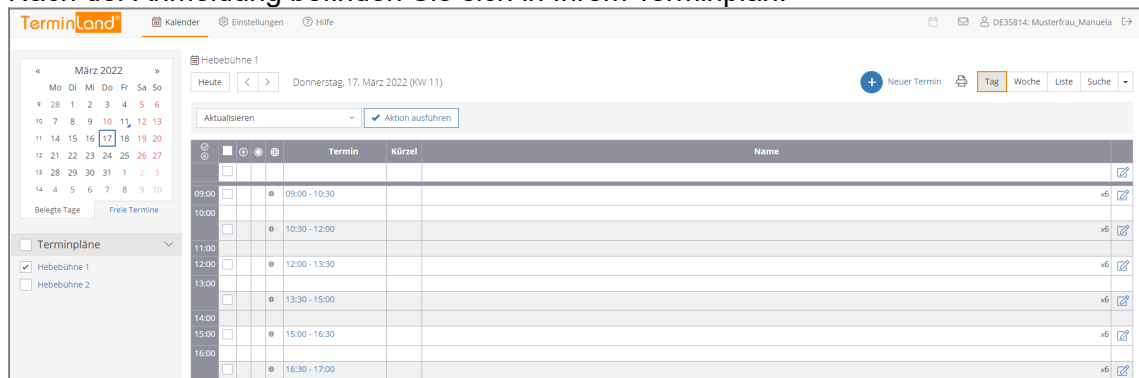 Nach der Anmeldung befinden Sie sich in Ihrem Terminplan.
TerminLand® Kalender Einstellungen Hilfe DE35814: Musterfrau_Manuela
« März 2022 »
Mo Di Mi Do Fr Sa So
9 28 1 2 3 4 5 6
10 7 8 9 10 11 12 13
11 14 15 16 17 18 19 20
12 21 22 23 24 25 26 27
13 28 29 30 31 1 2 3
14 4 5 6 7 8 9 10
Belegte Tage Freie Termine
Terminpläne
Hebebühne 1
Hebebühne 2
Hebebühne 1
Heute < > Donnerstag, 17. März 2022 (KW 11) Neuer Termin Tag Woche Liste Suche
Aktualisieren Aktion ausführen
Termin Kürzel Name
09:00 09:00 - 10:30 x6
10:00
10:30 - 12:00 x6
11:00
12:00 12:00 - 13:30 x6
13:00
13:30 - 15:00 x6
14:00
15:00 15:00 - 16:30 x6
16:00
16:30 - 17:00 x6